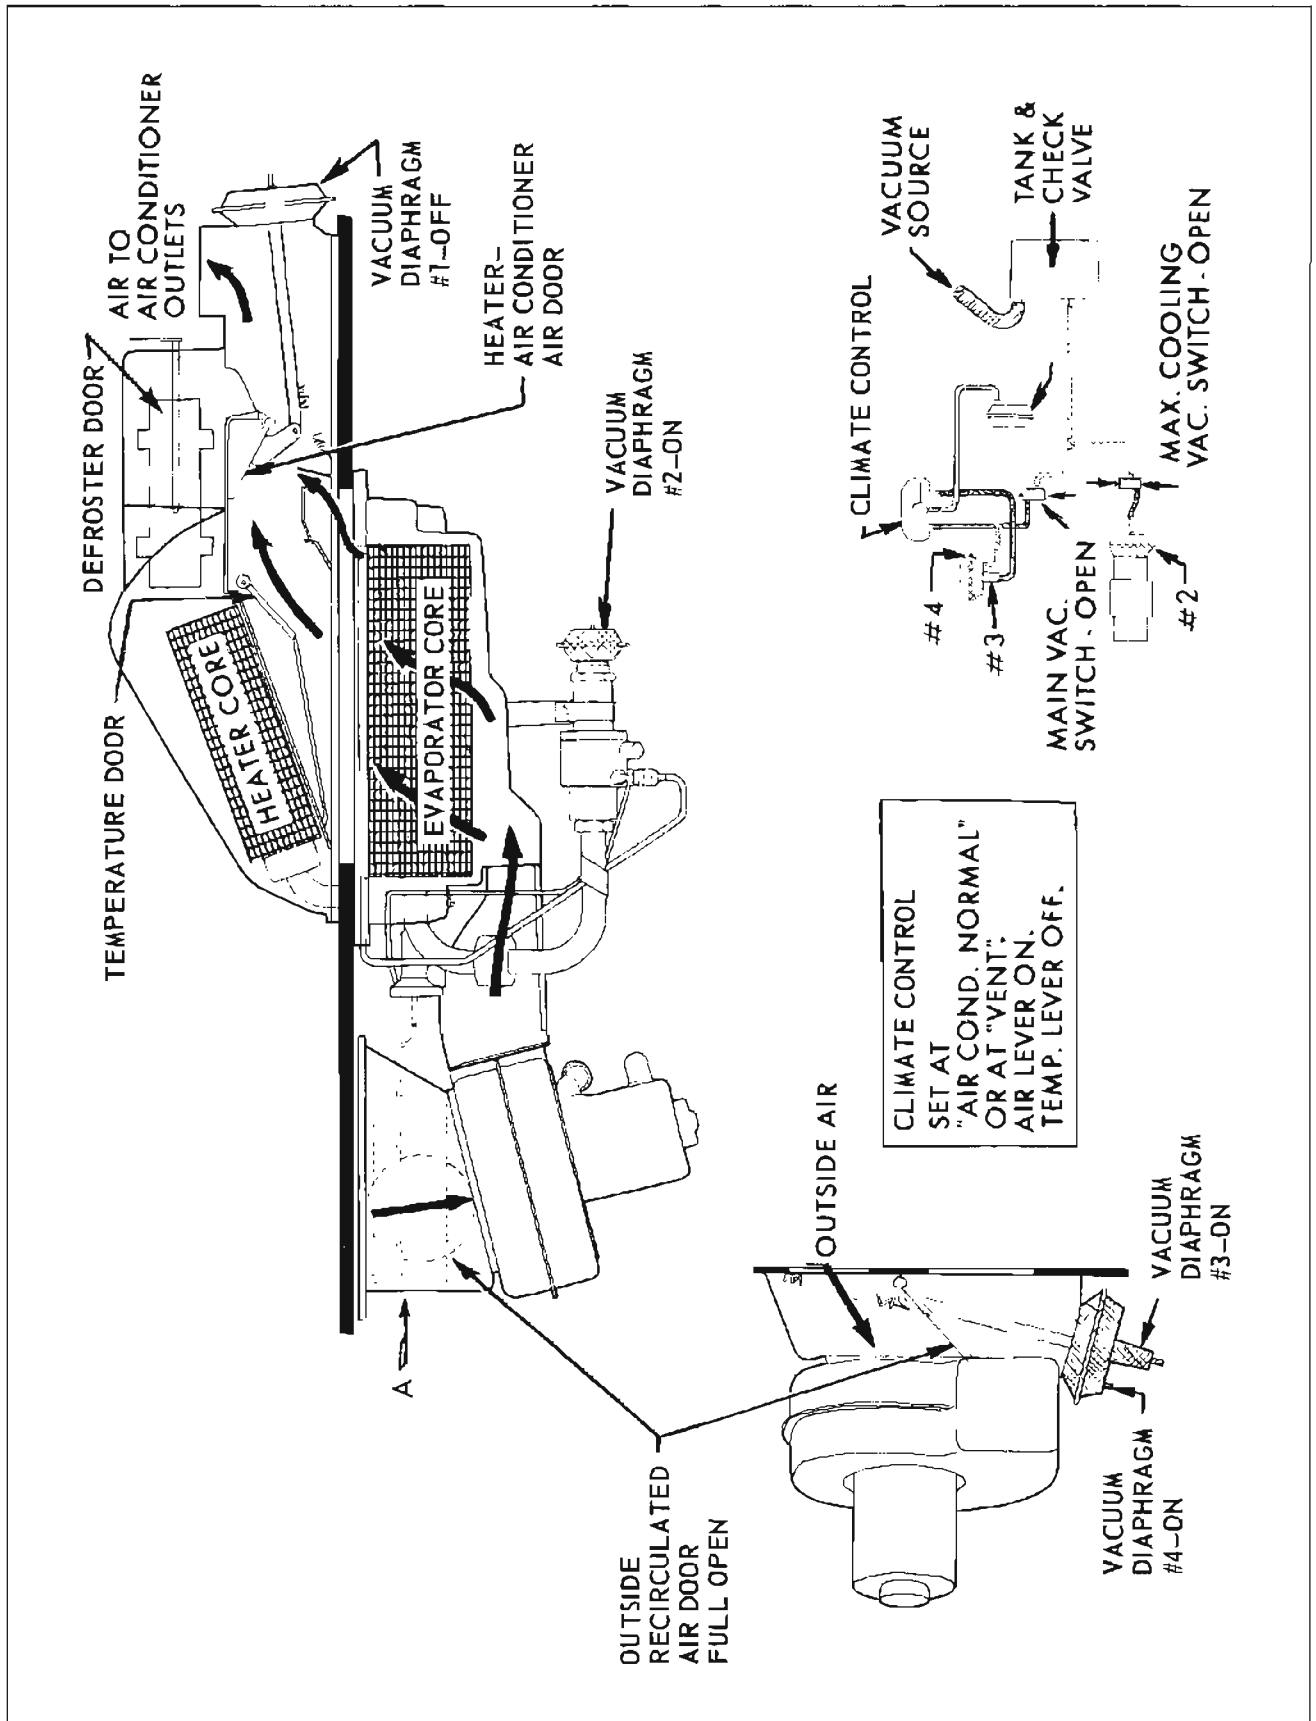 DEFROSTER DOOR
AIR TO
AIR CONDITIONER
OUTLETS
VACUUM
DIAPHRAGM
#1-OFF
HEATER-
AIR CONDITIONER
AIR DOOR
TEMPERATURE DOOR
HEATER CORE
EVAPORATOR CORE
VACUUM
DIAPHRAGM
#2-ON
A
OUTSIDE
RECIRCULATED
AIR DOOR
FULL OPEN
OUTSIDE AIR
VACUUM
DIAPHRAGM
#3-ON
VACUUM
DIAPHRAGM
#4-ON
CLIMATE CONTROL
SET AT
"AIR COND. NORMAL"
OR AT "VENT".
AIR LEVER ON.
TEMP. LEVER OFF.
CLIMATE CONTROL
VACUUM
SOURCE
TANK &
CHECK
VALVE
#4
#3
MAIN VAC.
SWITCH - OPEN
#2
MAX. COOLING
VAC. SWITCH - OPEN